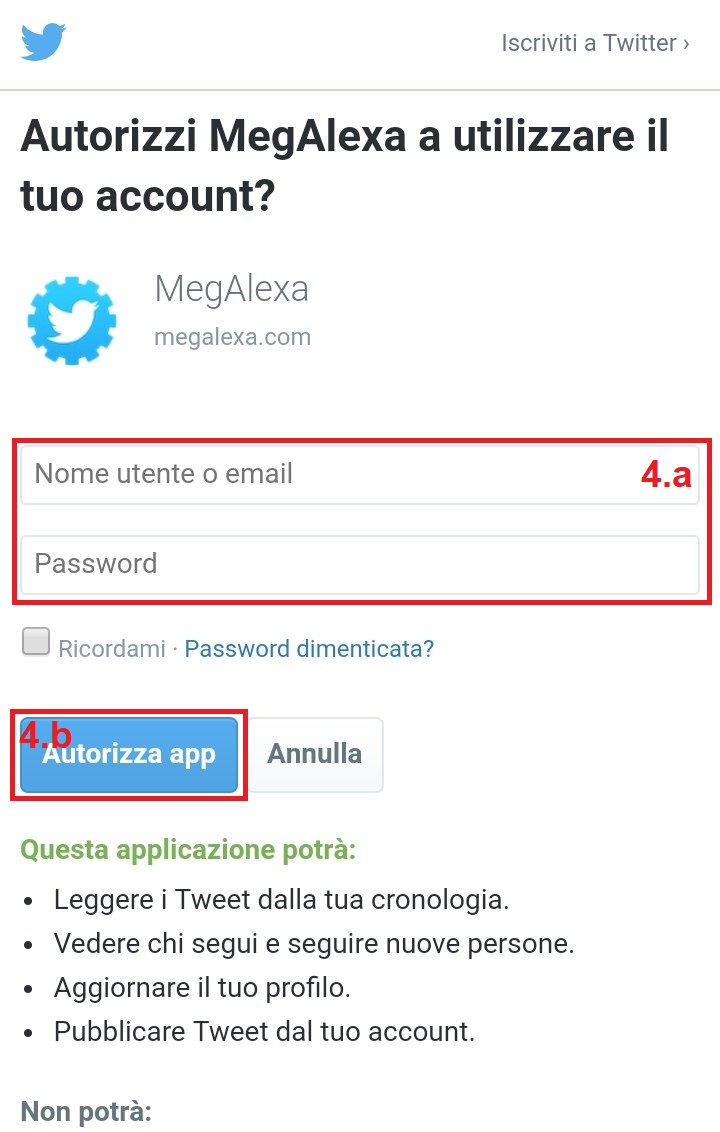 Iscriviti a Twitter ›
Autorizzi MegAlexa a utilizzare il
tuo account?
MegAlexa
megalexa.com
Nome utente o email
4.a
Password
Ricordami · Password dimenticata?
4.b
Autorizza app
Annulla
Questa applicazione potrà:
• Leggere i Tweet dalla tua cronologia.
• Vedere chi segui e seguire nuove persone.
• Aggiornare il tuo profilo.
• Pubblicare Tweet dal tuo account.
Non potrà: